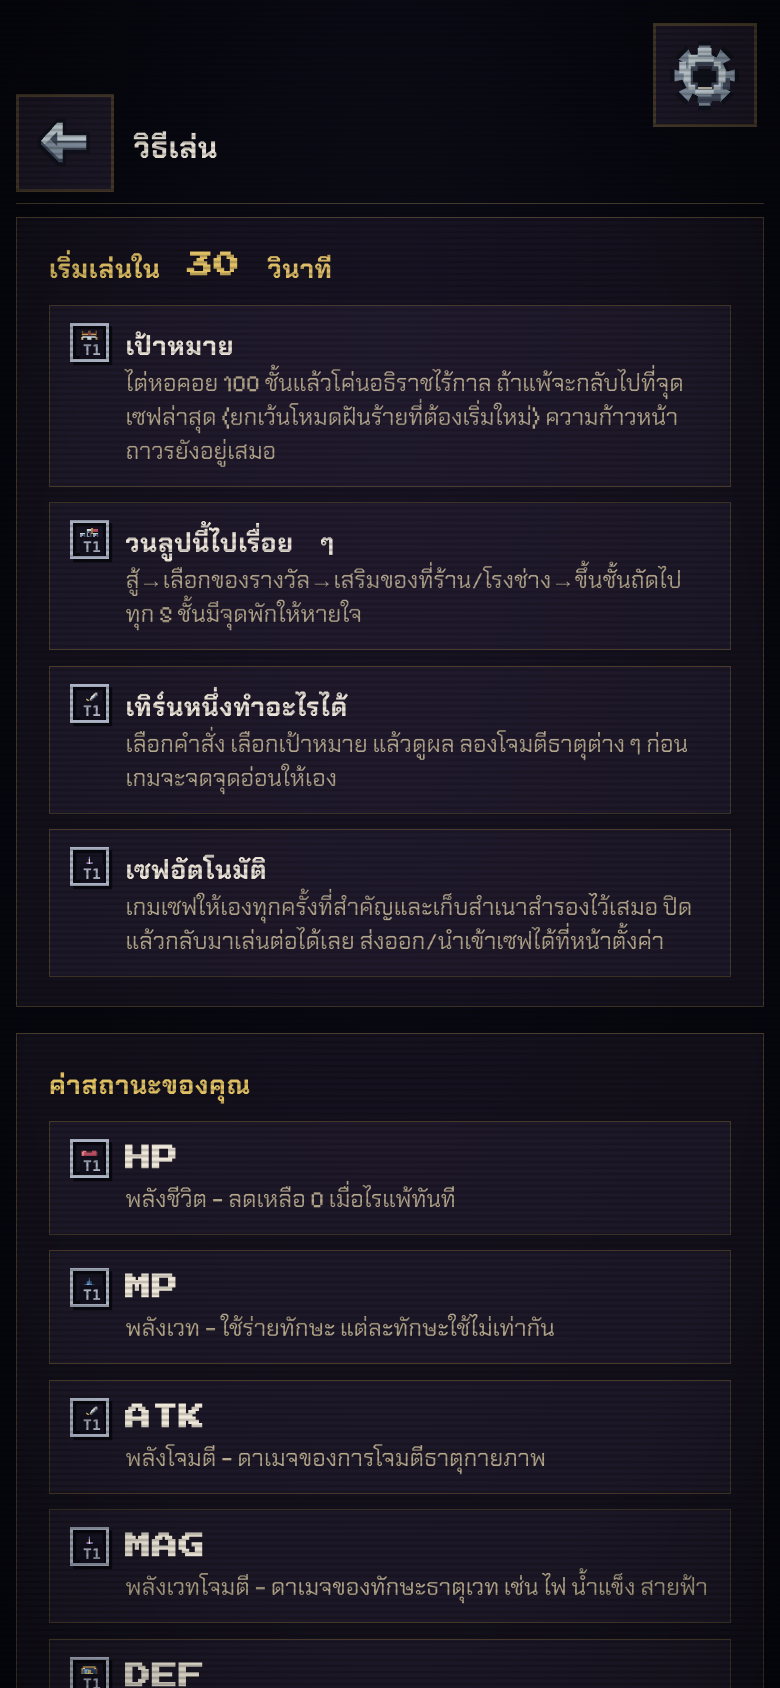 วิธีเล่น
เริ่มเล่นใน 30 วินาที
T1
เป้าหมาย
ไต่หอคอย 100 ชั้นแล้วโค่นอธิราชไร้กาล ถ้าแพ้จะกลับไปที่จุด
เซฟล่าสุด (ยกเว้นโหมดฝันร้ายที่ต้องเริ่มใหม่) ความก้าวหน้า
ถาวรยังอยู่เสมอ
T1
วนลูปนี้ไปเรื่อย ๆ
สู้→เลือกของรางวัล→เสริมของที่ร้าน/โรงช่าง→ขึ้นชั้นถัดไป
ทุก ชั้นมีจุดพักให้หายใจ
T1
เทิร์นหนึ่งทำอะไรได้
เลือกคำสั่ง เลือกเป้าหมาย แล้วดูผล ลองโจมตีธาตุต่าง ๆ ก่อน
เกมจะจดจุดอ่อนให้เอง
T1
เซฟอัตโนมัติ
เกมเซฟให้เองทุกครั้งที่สำคัญและเก็บสำเนาสำรองไว้เสมอ ปิด
แล้วกลับมาเล่นต่อได้เลย ส่งออก/นำเข้าเซฟได้ที่หน้าตั้งค่า
ค่าสถานะของคุณ
T1
HP
พลังชีวิต – ลดเหลือ 0 เมื่อไรแพ้ทันที
T1
MP
พลังเวท – ใช้ร่ายทักษะ แต่ละทักษะใช้ไม่เท่ากัน
T1
ATK
พลังโจมตี – ดาเมจของการโจมตีธาตุกายภาพ
T1
MAG
พลังเวทโจมตี – ดาเมจของทักษะธาตุเวท เช่น ไฟ น้ำแข็ง สายฟ้า
T1
DEF